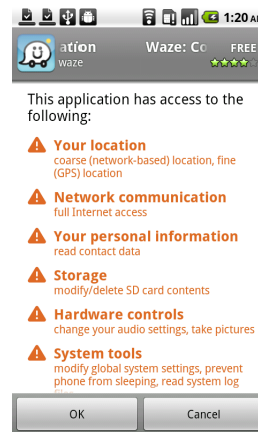 1:20 AM
ation Waze: Co FREE
waze
This application has access to the
following:
Your location
coarse (network-based) location, fine
(GPS) location
Network communication
full Internet access
Your personal information
read contact data
Storage
modify/delete SD card contents
Hardware controls
change your audio settings, take pictures
System tools
modify global system settings, prevent
phone from sleeping, read system log
OK Cancel